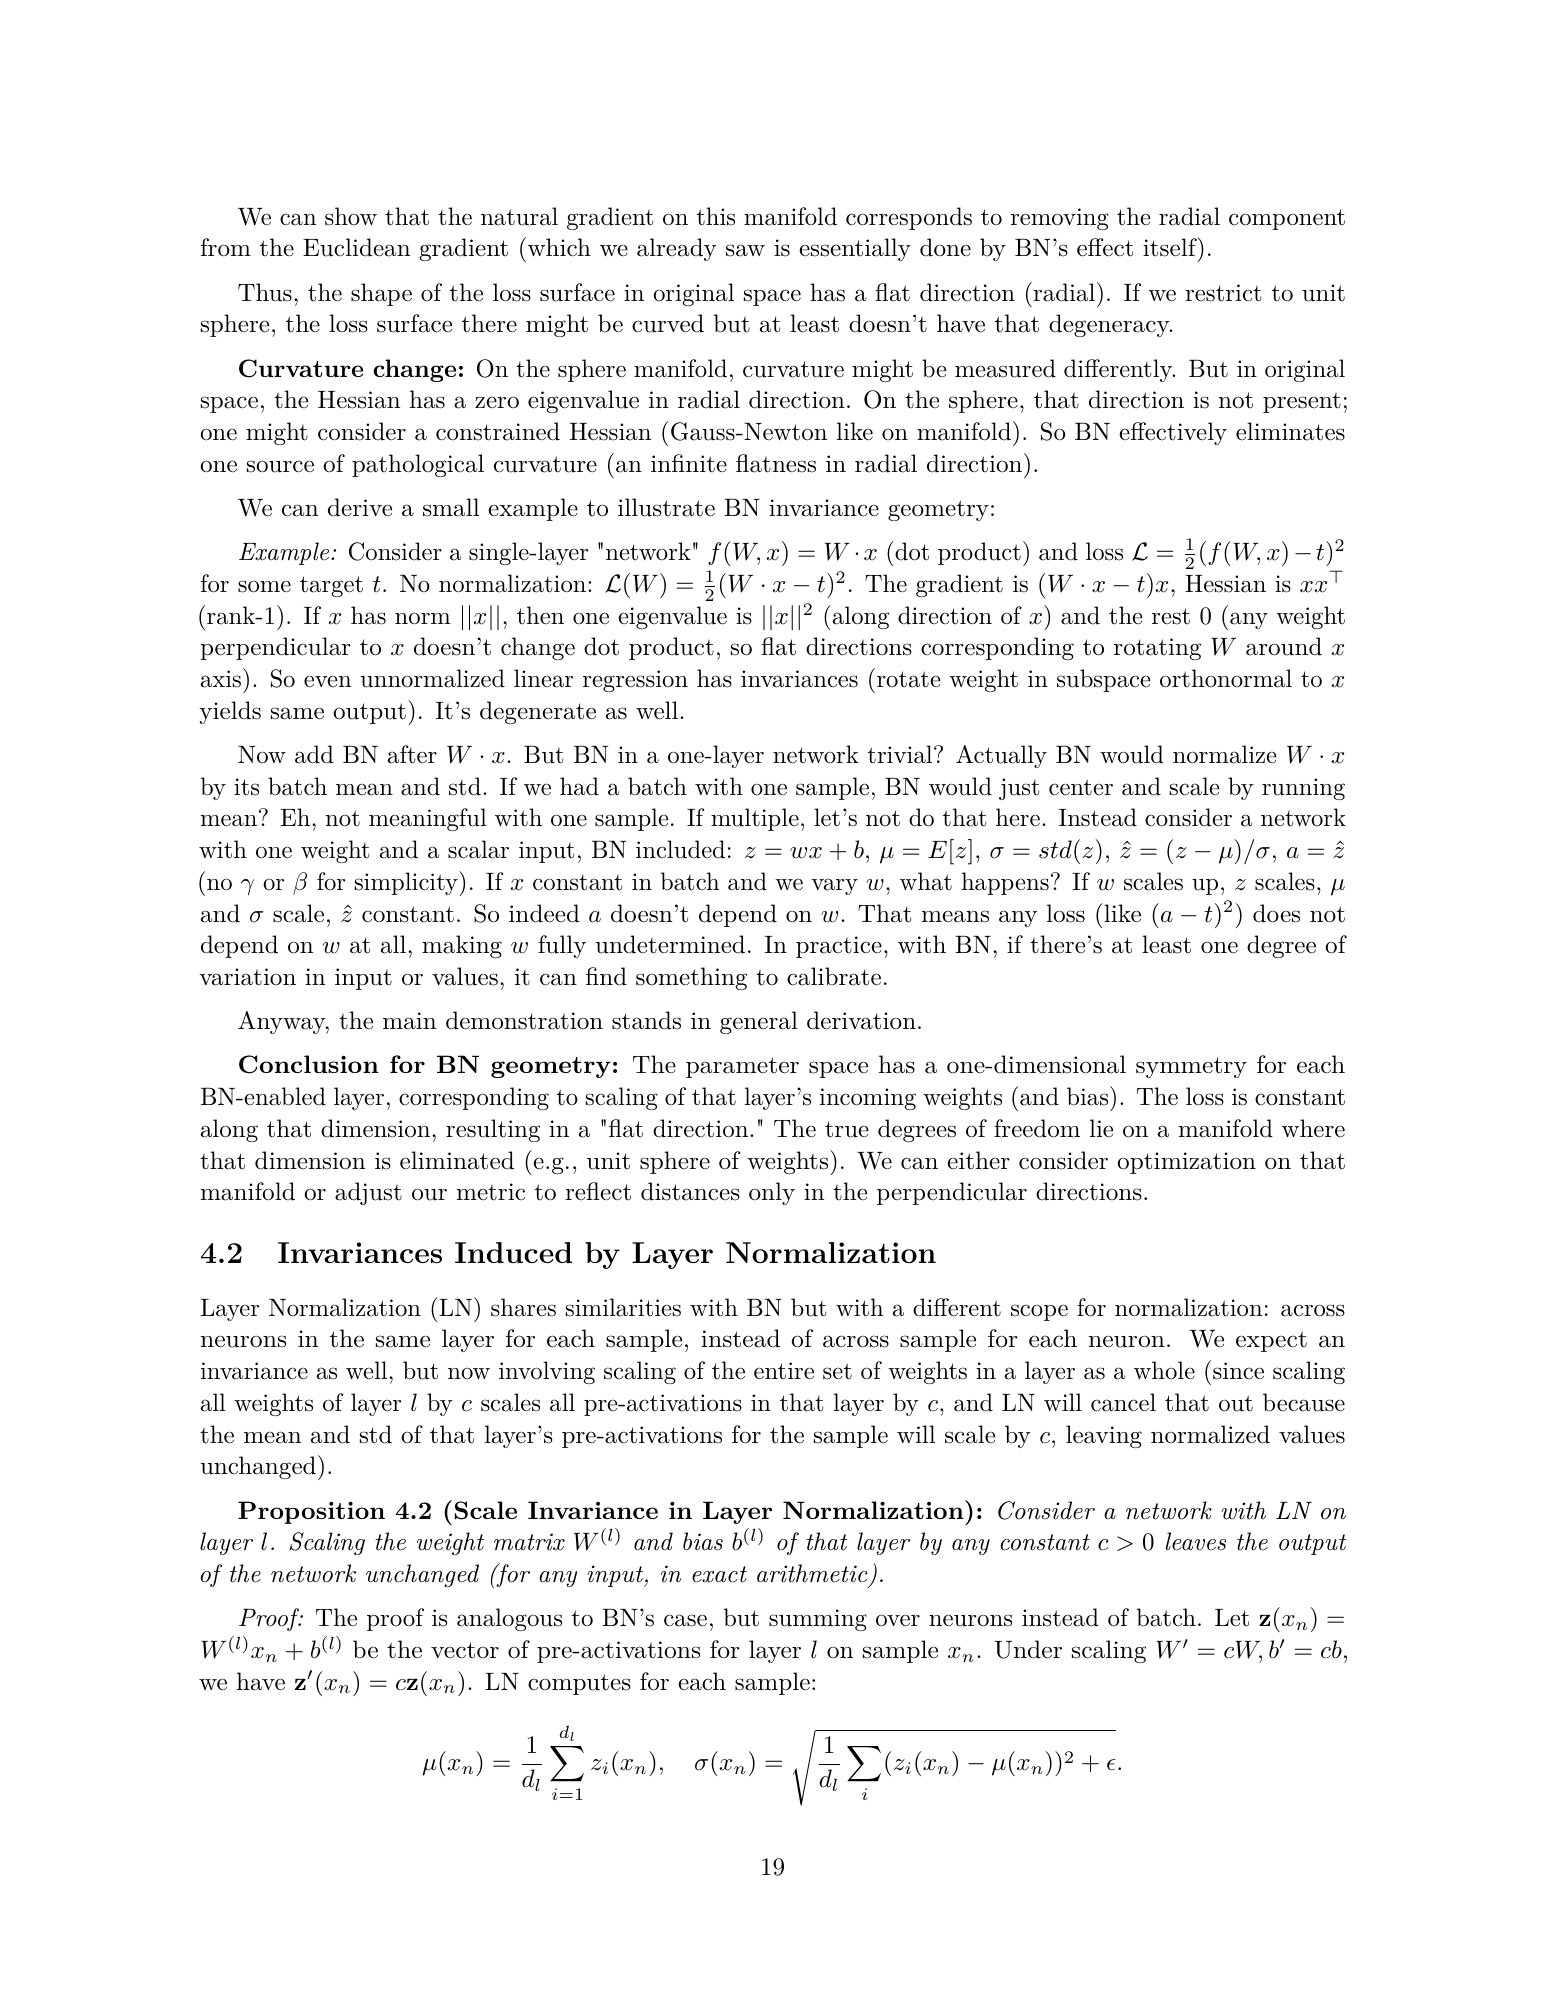 We can show that the natural gradient on this manifold corresponds to removing the radial component
from the Euclidean gradient (which we already saw is essentially done by BN's effect itself).
Thus, the shape of the loss surface in original space has a flat direction (radial). If we restrict to unit
sphere, the loss surface there might be curved but at least doesn't have that degeneracy.
Curvature change: On the sphere manifold, curvature might be measured differently. But in original
space, the Hessian has a zero eigenvalue in radial direction. On the sphere, that direction is not present;
one might consider a constrained Hessian (Gauss-Newton like on manifold). So BN effectively eliminates
one source of pathological curvature (an infinite flatness in radial direction).
We can derive a small example to illustrate BN invariance geometry:
Example: Consider a single-layer "network" $f(W, x) = W \cdot x$ (dot product) and loss $\mathcal{L} = \frac{1}{2}(f(W, x) - t)^2$
for some target $t$. No normalization: $\mathcal{L}(W) = \frac{1}{2}(W \cdot x - t)^2$. The gradient is $(W \cdot x - t)x$, Hessian is $xx^\top$
(rank-1). If $x$ has norm $||x||$, then one eigenvalue is $||x||^2$ (along direction of $x$) and the rest 0 (any weight
perpendicular to $x$ doesn't change dot product, so flat directions corresponding to rotating $W$ around $x$
axis). So even unnormalized linear regression has invariances (rotate weight in subspace orthonormal to $x$
yields same output). It's degenerate as well.
Now add BN after $W \cdot x$. But BN in a one-layer network trivial? Actually BN would normalize $W \cdot x$
by its batch mean and std. If we had a batch with one sample, BN would just center and scale by running
mean? Eh, not meaningful with one sample. If multiple, let's not do that here. Instead consider a network
with one weight and a scalar input, BN included: $z = wx + b$, $\mu = E[z]$, $\sigma = std(z)$, $\hat{z} = (z - \mu)/\sigma$, $a = \hat{z}$
(no $\gamma$ or $\beta$ for simplicity). If $x$ constant in batch and we vary $w$, what happens? If $w$ scales up, $z$ scales, $\mu$
and $\sigma$ scale, $\hat{z}$ constant. So indeed $a$ doesn't depend on $w$. That means any loss (like $(a - t)^2$) does not
depend on $w$ at all, making $w$ fully undetermined. In practice, with BN, if there's at least one degree of
variation in input or values, it can find something to calibrate.
Anyway, the main demonstration stands in general derivation.
Conclusion for BN geometry: The parameter space has a one-dimensional symmetry for each
BN-enabled layer, corresponding to scaling of that layer's incoming weights (and bias). The loss is constant
along that dimension, resulting in a "flat direction." The true degrees of freedom lie on a manifold where
that dimension is eliminated (e.g., unit sphere of weights). We can either consider optimization on that
manifold or adjust our metric to reflect distances only in the perpendicular directions.
4.2 Invariances Induced by Layer Normalization
Layer Normalization (LN) shares similarities with BN but with a different scope for normalization: across
neurons in the same layer for each sample, instead of across sample for each neuron. We expect an
invariance as well, but now involving scaling of the entire set of weights in a layer as a whole (since scaling
all weights of layer $l$ by $c$ scales all pre-activations in that layer by $c$, and LN will cancel that out because
the mean and std of that layer's pre-activations for the sample will scale by $c$, leaving normalized values
unchanged).
Proposition 4.2 (Scale Invariance in Layer Normalization): Consider a network with LN on
layer $l$. Scaling the weight matrix $W^{(l)}$ and bias $b^{(l)}$ of that layer by any constant $c > 0$ leaves the output
of the network unchanged (for any input, in exact arithmetic).
Proof: The proof is analogous to BN's case, but summing over neurons instead of batch. Let $\mathbf{z}(x_n) =$
$W^{(l)}x_n + b^{(l)}$ be the vector of pre-activations for layer $l$ on sample $x_n$. Under scaling $W' = cW, b' = cb$,
we have $\mathbf{z}'(x_n) = c\mathbf{z}(x_n)$. LN computes for each sample:
$\mu(x_n) = \frac{1}{d_l} \sum_{i=1}^{d_l} z_i(x_n), \quad \sigma(x_n) = \sqrt{\frac{1}{d_l} \sum_i (z_i(x_n) - \mu(x_n))^2 + \epsilon}.$
19